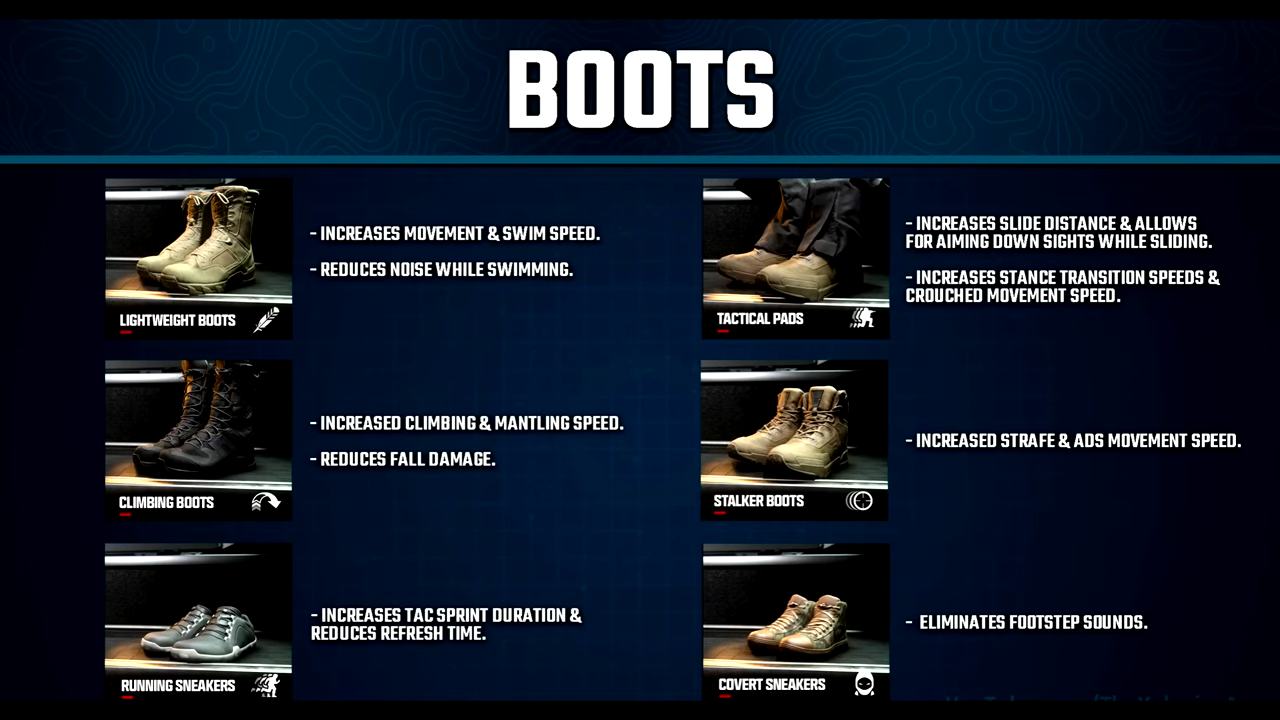 BOOTS
- INCREASES MOVEMENT & SWIM SPEED.
- REDUCES NOISE WHILE SWIMMING.
LIGHTWEIGHT BOOTS
- INCREASES SLIDE DISTANCE & ALLOWS
FOR AIMING DOWN SIGHTS WHILE SLIDING.
- INCREASES STANCE TRANSITION SPEEDS &
CROUCHED MOVEMENT SPEED.
TACTICAL PADS
- INCREASED CLIMBING & MANTLING SPEED.
- REDUCES FALL DAMAGE.
CLIMBING BOOTS
- INCREASED STRAFE & ADS MOVEMENT SPEED.
STALKER BOOTS
- INCREASES TAC SPRINT DURATION &
REDUCES REFRESH TIME.
RUNNING SNEAKERS
- ELIMINATES FOOTSTEP SOUNDS.
COVERT SNEAKERS